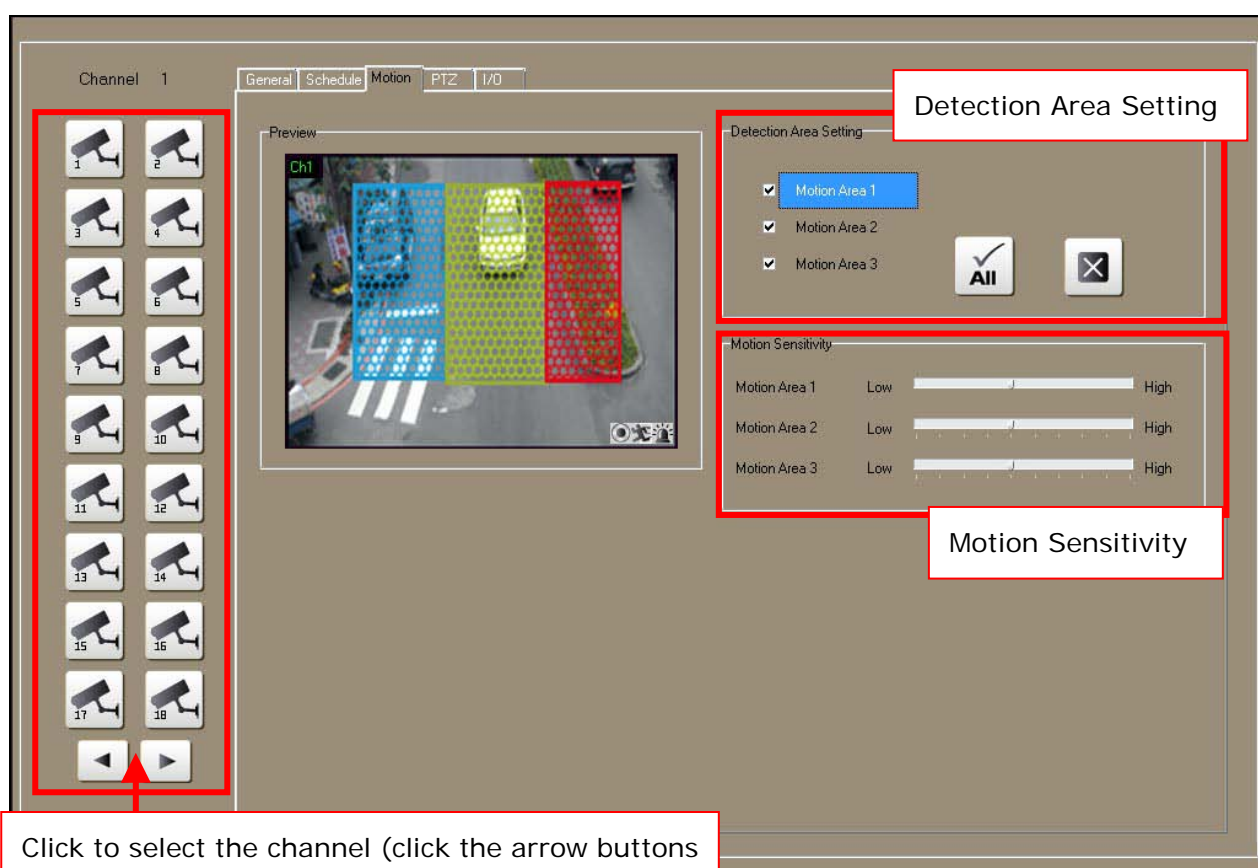 Channel 1
General Schedule Motion PTZ I/O
Detection Area Setting
Preview
Detection Area Setting
Ch1
Motion Area 1
Motion Area 2
Motion Area 3
All
Motion Sensitivity
Motion Area 1 Low High
Motion Area 2 Low High
Motion Area 3 Low High
Motion Sensitivity
1 2
3 4
5 6
7 8
9 10
11 12
13 14
15 16
17 18
Click to select the channel (click the arrow buttons